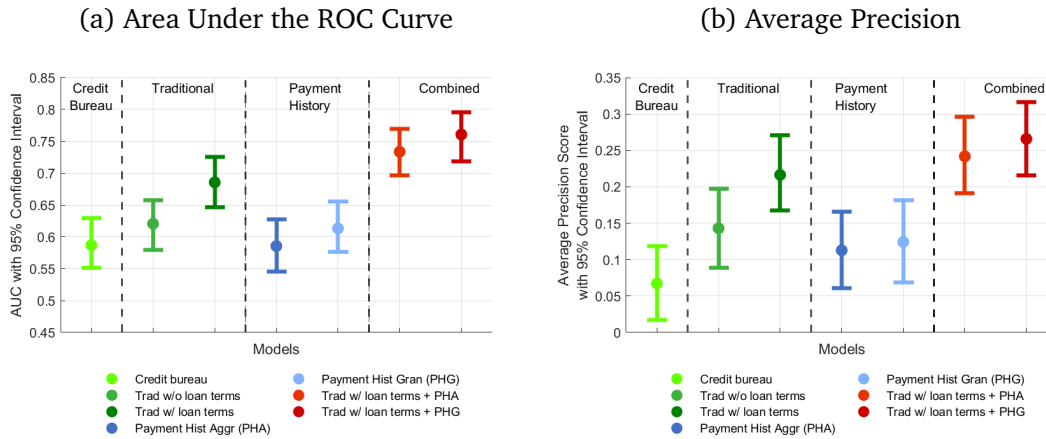 (a) Area Under the ROC Curve
AUC with 95% Confidence Interval
0.85
0.8
0.75
0.7
0.65
0.6
0.55
0.5
0.45
Credit
Bureau
Traditional
Payment
History
Combined
Models
Credit bureau
Trad w/o loan terms
Trad w/ loan terms
Payment Hist Aggr (PHA)
Payment Hist Gran (PHG)
Trad w/ loan terms + PHA
Trad w/ loan terms + PHG
(b) Average Precision
Average Precision Score
with 95% Confidence Interval
0.35
0.3
0.25
0.2
0.15
0.1
0.05
0
Credit
Bureau
Traditional
Payment
History
Combined
Models
Credit bureau
Trad w/o loan terms
Trad w/ loan terms
Payment Hist Aggr (PHA)
Payment Hist Gran (PHG)
Trad w/ loan terms + PHA
Trad w/ loan terms + PHG